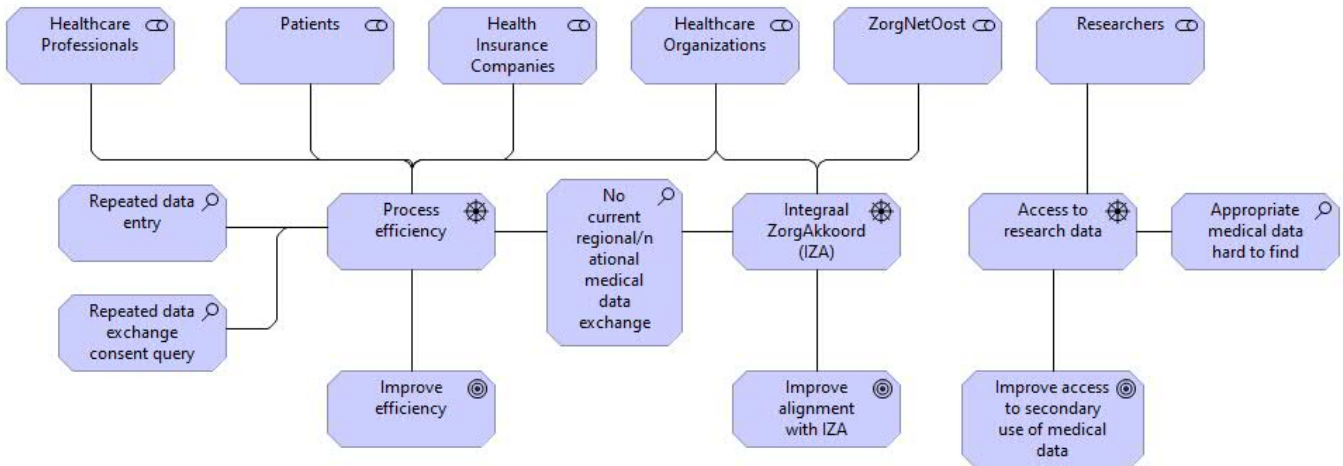 Healthcare
Professionals
Patients
Health
Insurance
Companies
Healthcare
Organizations
ZorgNetOost
Researchers
Repeated data
entry
Process
efficiency
No
current
regional/n
ational
medical
data
exchange
Integraal
ZorgAkkoord
(IZA)
Access to
research data
Appropriate
medical data
hard to find
Repeated data
exchange
consent query
Improve
efficiency
Improve
alignment
with IZA
Improve access
to secondary
use of medical
data